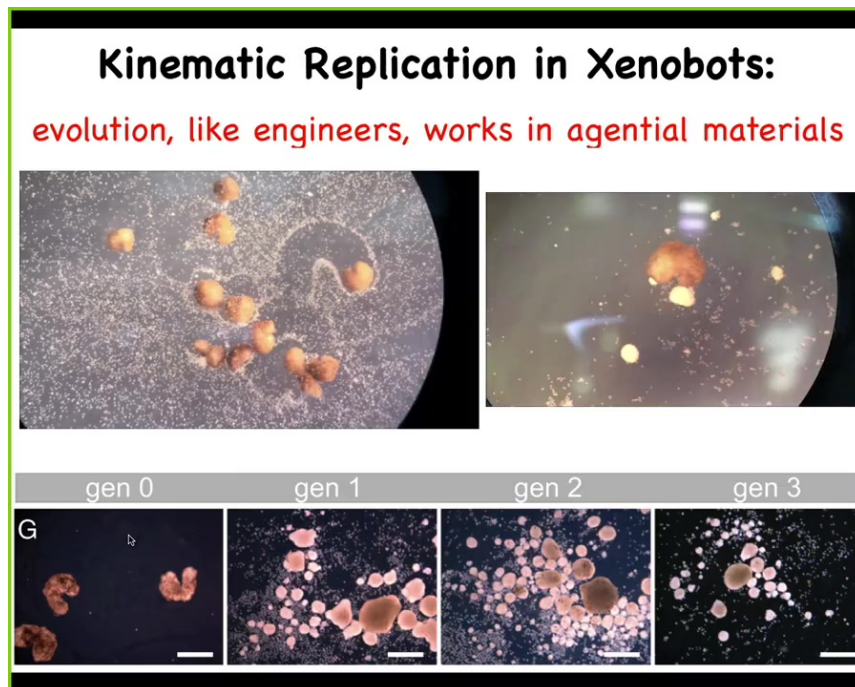 Kinematic Replication in Xenobots:
evolution, like engineers, works in agential materials
gen 0 gen 1 gen 2 gen 3
G